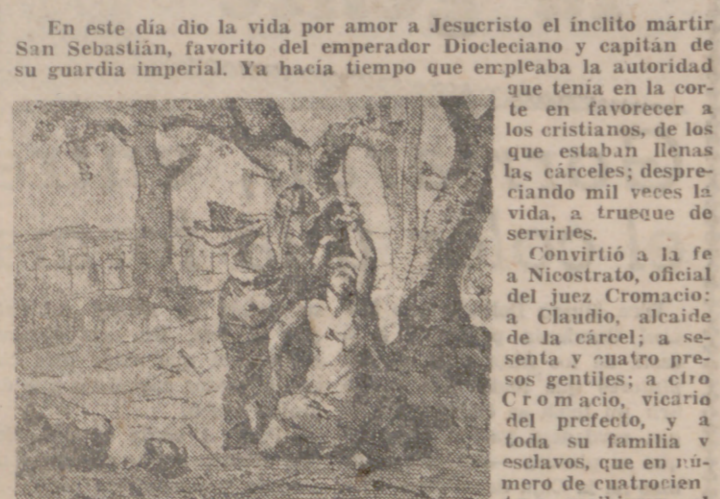 En este día dio la vida por amor a Jesucristo el ínclito mártir
San Sebastián, favorito del emperador Diocleciano y capitán de
su guardia imperial. Ya hacía tiempo que empleaba la autoridad
que tenía en la cor-
te en favorecer a
los cristianos, de los
que estaban llenas
las cárceles; despre-
ciando mil veces la
vida, a trueque de
servirles.
Convirtió a la fe
a Nicostrato, oficial
del juez Cromacio:
a Claudio, alcaide
de la cárcel; a se-
senta y cuatro pre-
sos gentiles; a otro
Cromacio, vicario
del prefecto, y a
toda su familia y
esclavos, que en nú-
mero de cuatrocien